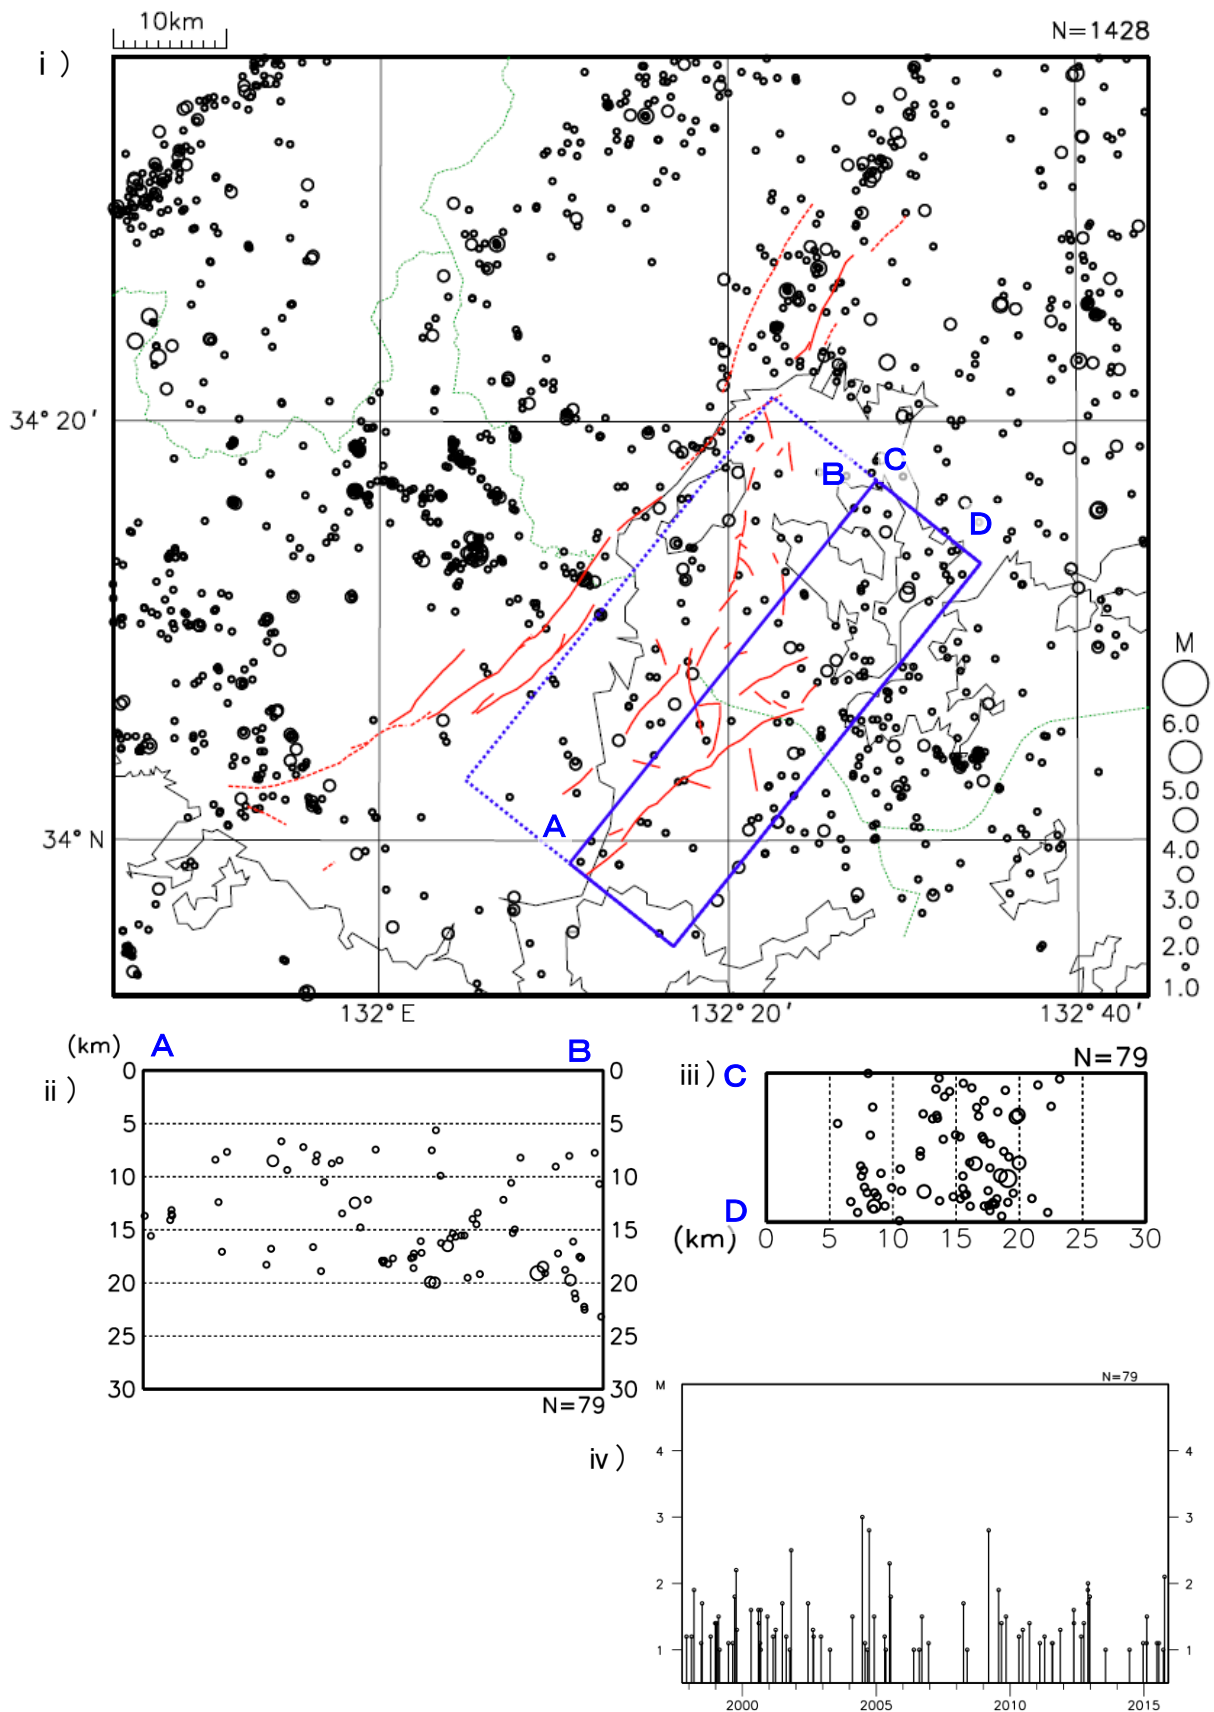 10km
N=1428
i )
B
C
D
34° 20′
A
34° N
M
6.0
5.0
4.0
3.0
2.0
1.0
132° E
132° 20′
132° 40′
(km)
A
B
ii )
0
5
10
15
20
25
30
0
5
10
15
20
25
30
N=79
iii )
C
N=79
D
(km)
0
5
10
15
20
25
30
iv )
M
N=79
4
3
2
1
4
3
2
1
2000
2005
2010
2015